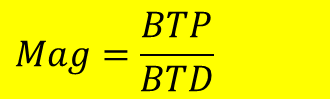 Mag = BTP / BTD